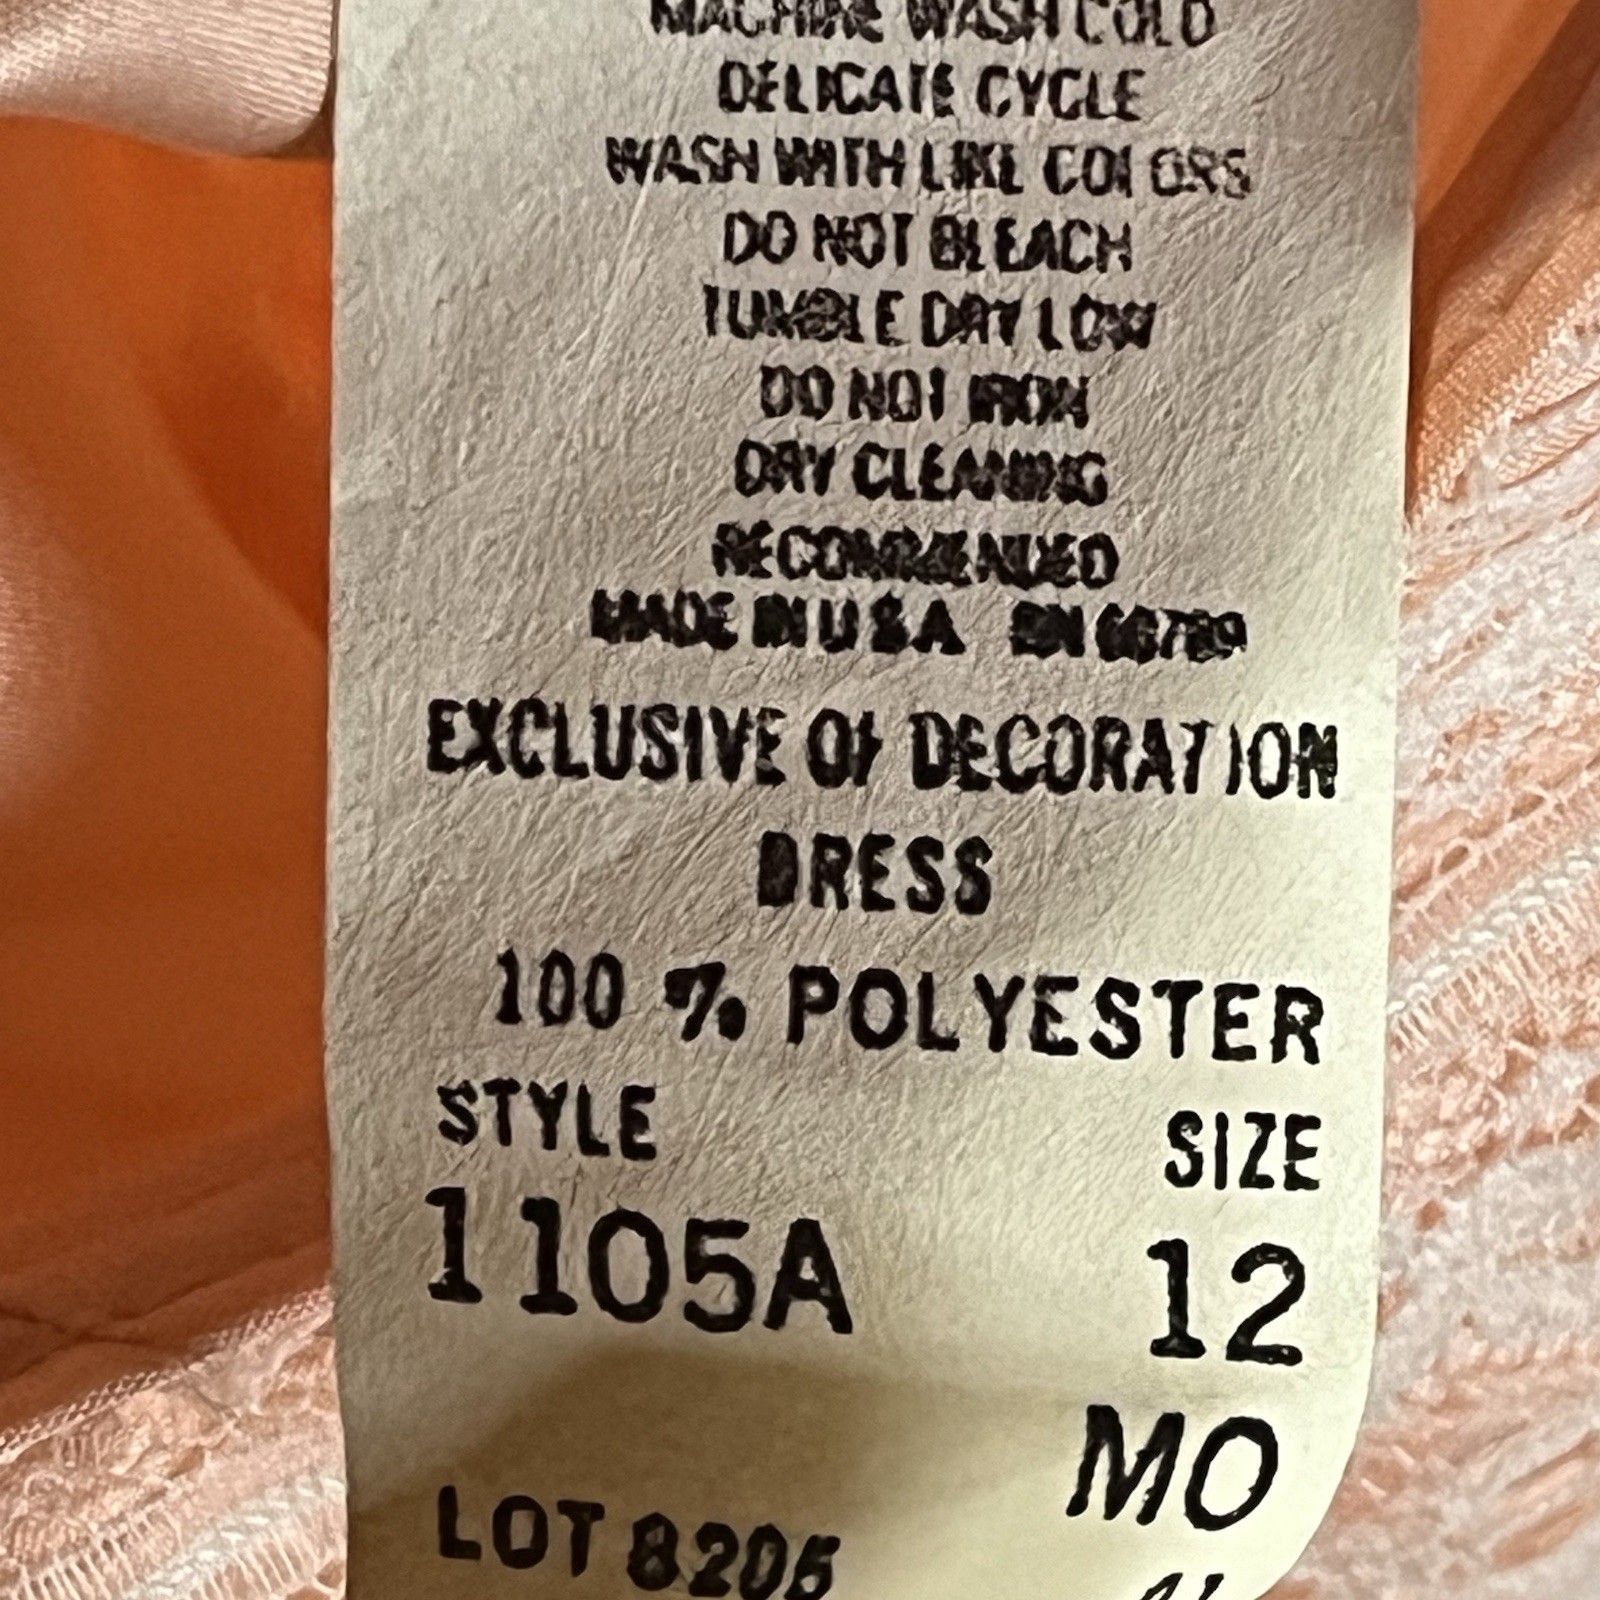 MACHINE WASH COLD
DELICATE CYCLE
WASH WITH LIKE COLORS
DO NOT BLEACH
TUMBLE DRY LOW
DO NOT IRON
DRY CLEANING
RECOMMENDED
MADE IN U S A
EXCLUSIVE OF DECORATION
DRESS
100 % POLYESTER
STYLE SIZE
1105A 12
MO
LOT 8205